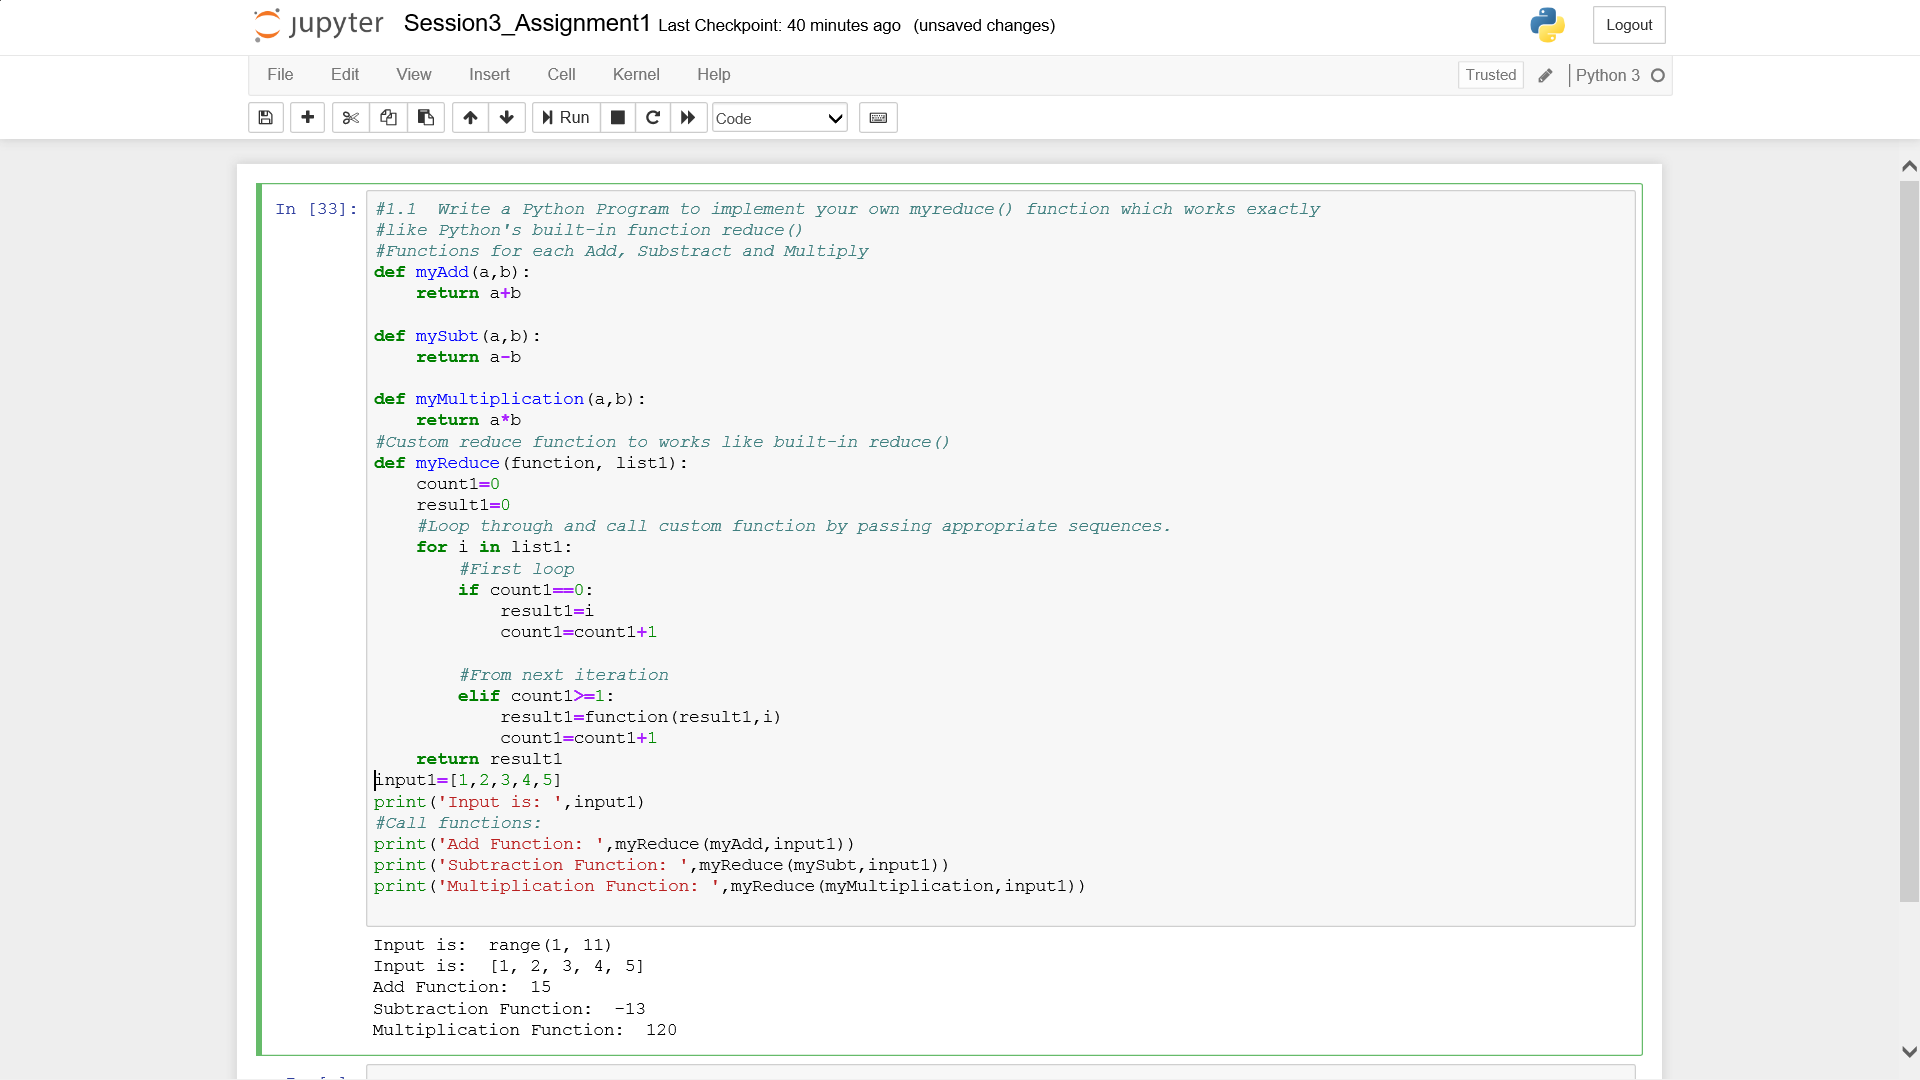 jupyter Session3_Assignment1 Last Checkpoint: 40 minutes ago (unsaved changes) Logout
File Edit View Insert Cell Kernel Help Trusted Python 3
Run Code
In [33]: #1.1  Write a Python Program to implement your own myreduce() function which works exactly
#like Python's built-in function reduce()
#Functions for each Add, Substract and Multiply
def myAdd(a,b):
    return a+b
def mySubt(a,b):
    return a-b
def myMultiplication(a,b):
    return a*b
#Custom reduce function to works like built-in reduce()
def myReduce(function, list1):
    count1=0
    result1=0
    #Loop through and call custom function by passing appropriate sequences.
    for i in list1:
        #First loop
        if count1==0:
            result1=i
            count1=count1+1
        #From next iteration
        elif count1>=1:
            result1=function(result1,i)
            count1=count1+1
    return result1
input1=[1,2,3,4,5]
print('Input is: ',input1)
#Call functions:
print('Add Function: ',myReduce(myAdd,input1))
print('Subtraction Function: ',myReduce(mySubt,input1))
print('Multiplication Function: ',myReduce(myMultiplication,input1))
Input is:  range(1, 11)
Input is:  [1, 2, 3, 4, 5]
Add Function:  15
Subtraction Function:  -13
Multiplication Function:  120